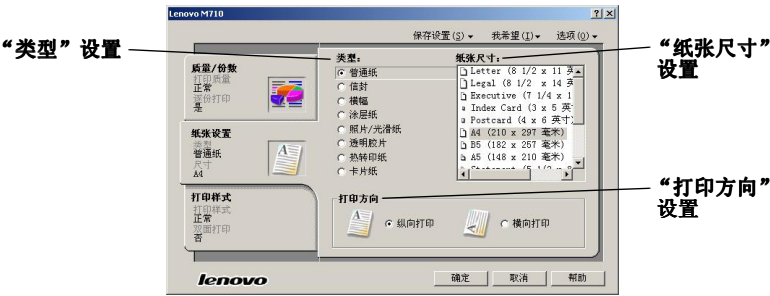 Lenovo M710
保存设置(S) 我希望(I) 选项(O)
“类型”设置
“纸张尺寸”
设置
“打印方向”
设置
质量/份数
打印质量
正常
逐份打印
是
纸张设置
类型
普通纸
尺寸
A4
打印样式
打印样式
正常
双面打印
否
类型:
普通纸
信封
横幅
涂层纸
照片/光滑纸
透明胶片
热转印纸
卡片纸
纸张尺寸:
Letter (8 1/2 x 11 英
Legal (8 1/2 x 14 英
Executive (7 1/4 x 1
Index Card (3 x 5 英
Postcard (4 x 6 英寸)
A4 (210 x 297 毫米)
B5 (182 x 257 毫米)
A5 (148 x 210 毫米)
打印方向
纵向打印
横向打印
lenovo
确定 取消 帮助